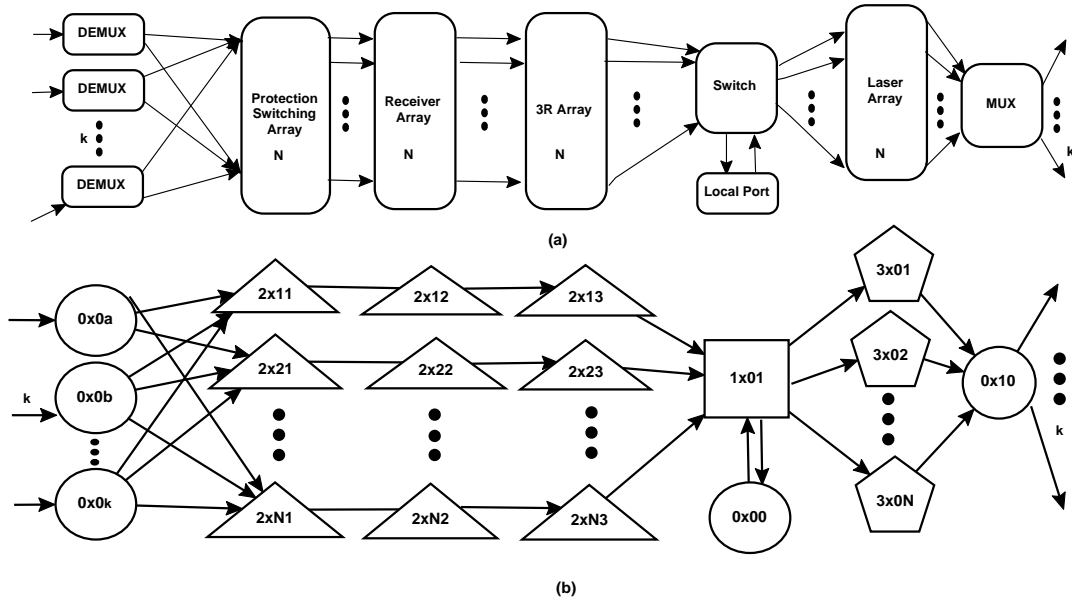 DEMUX
DEMUX
k
DEMUX
Protection
Switching
Array
N
Receiver
Array
N
3R Array
N
Switch
Local Port
Laser
Array
N
MUX
k
(a)
0x0a
k
0x0b
0x0k
2x11
2x12
2x13
2x21
2x22
2x23
2xN1
2xN2
2xN3
1x01
0x00
3x01
3x02
3x0N
0x10
k
(b)